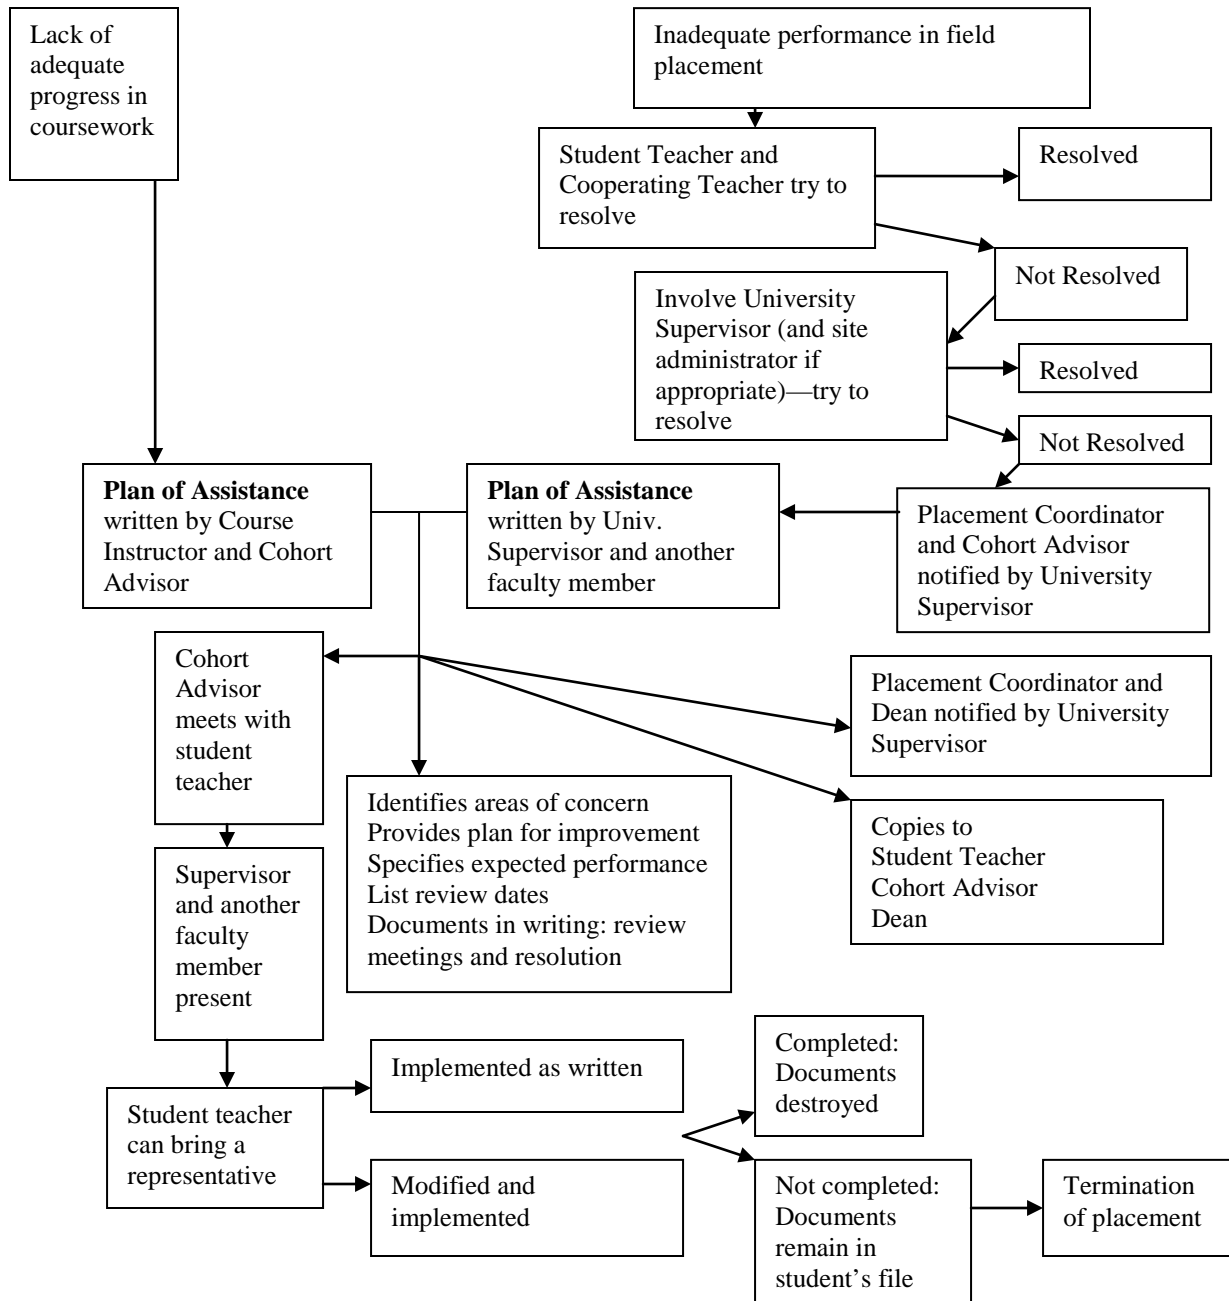 Lack of
adequate
progress in
coursework
Inadequate performance in field
placement
Student Teacher and
Cooperating Teacher try to
resolve
Resolved
Not Resolved
Involve University
Supervisor (and site
administrator if
appropriate)—try to
resolve
Resolved
Not Resolved
Plan of Assistance
written by Course
Instructor and Cohort
Advisor
Plan of Assistance
written by Univ.
Supervisor and another
faculty member
Placement Coordinator
and Cohort Advisor
notified by University
Supervisor
Cohort
Advisor
meets with
student
teacher
Placement Coordinator and
Dean notified by University
Supervisor
Identifies areas of concern
Provides plan for improvement
Specifies expected performance
List review dates
Documents in writing: review
meetings and resolution
Copies to
Student Teacher
Cohort Advisor
Dean
Supervisor
and another
faculty
member
present
Student teacher
can bring a
representative
Implemented as written
Modified and
implemented
Completed:
Documents
destroyed
Not completed:
Documents
remain in
student’s file
Termination
of placement